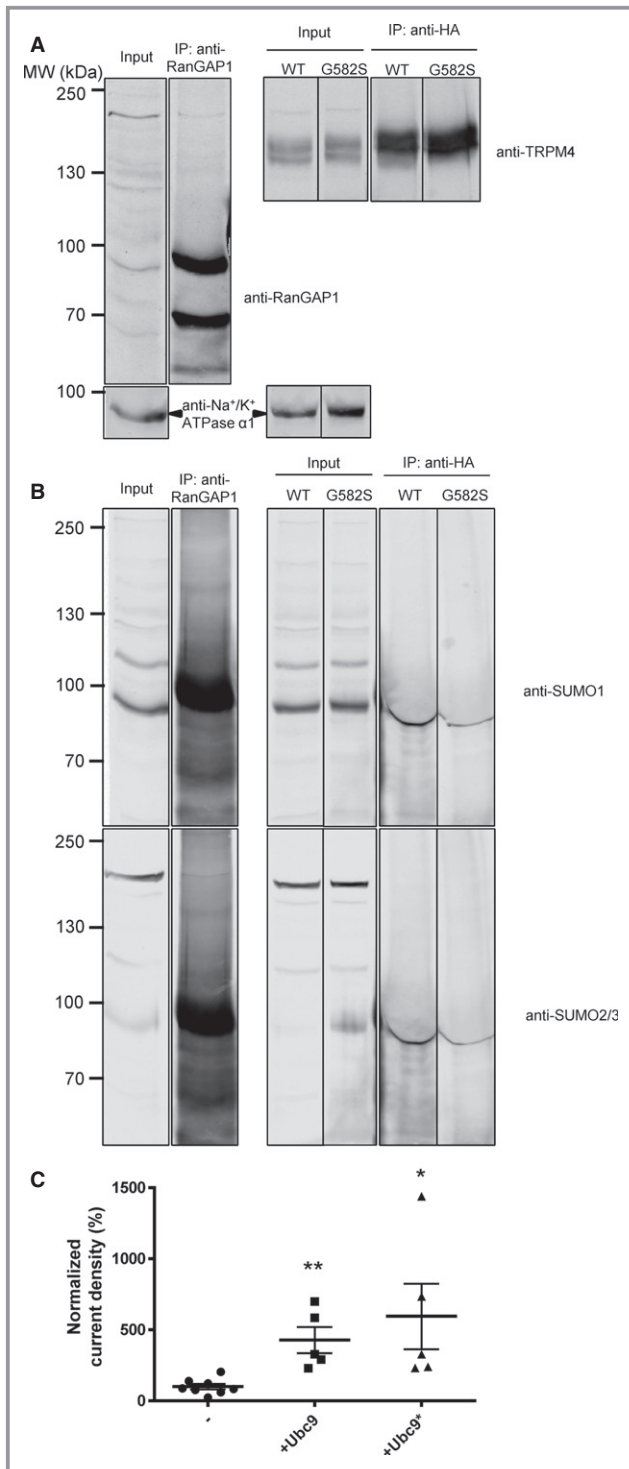 A
MW (kDa)
Input
IP: anti-
RanGAP1
Input
IP: anti-HA
WT
G582S
WT
G582S
250
130
100
70
anti-TRPM4
anti-RanGAP1
100
anti-Na⁺/K⁺
ATPase α1
B
Input
IP: anti-
RanGAP1
Input
IP: anti-HA
WT
G582S
WT
G582S
250
130
100
70
anti-SUMO1
250
130
100
70
anti-SUMO2/3
C
Normalized
current density (%)
1500
1000
500
0
**
*
-
+Ubc9
+Ubc9*